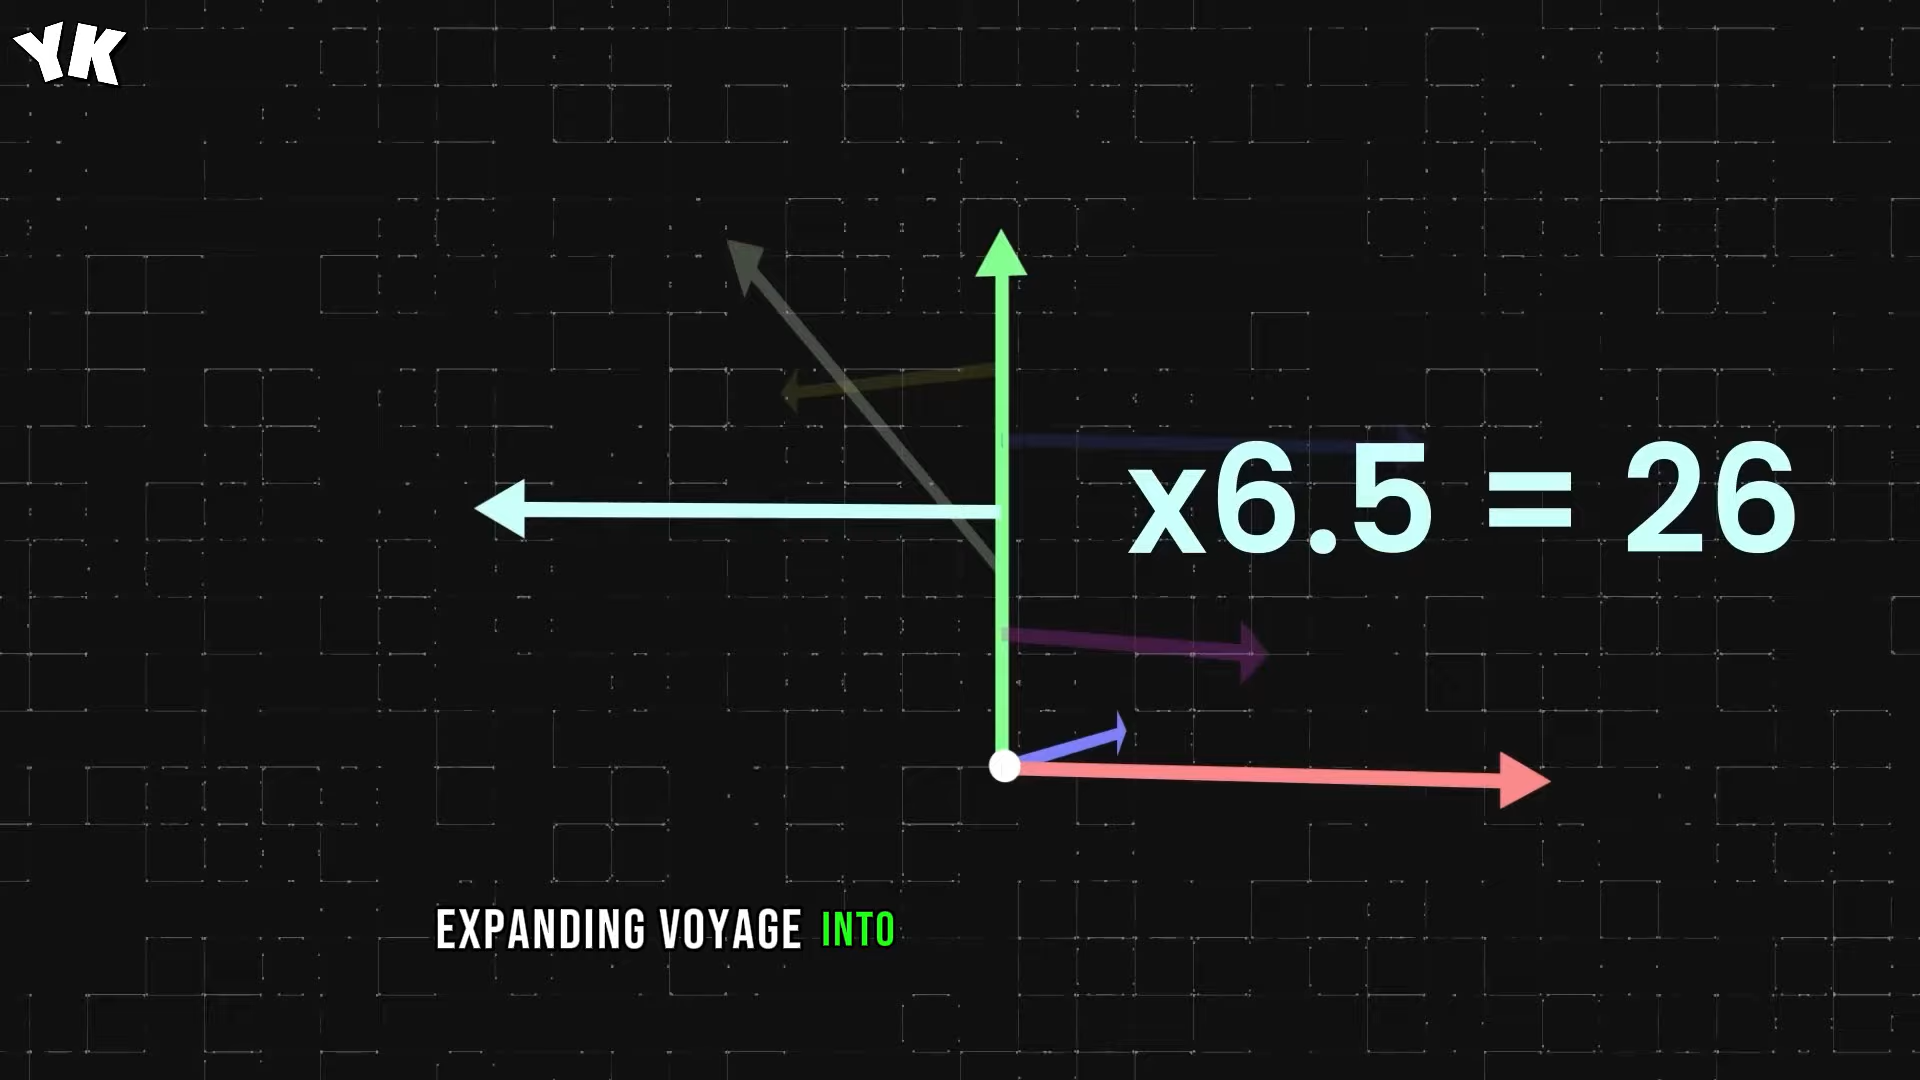 YK
x6.5 = 26
EXPANDING VOYAGE INTO